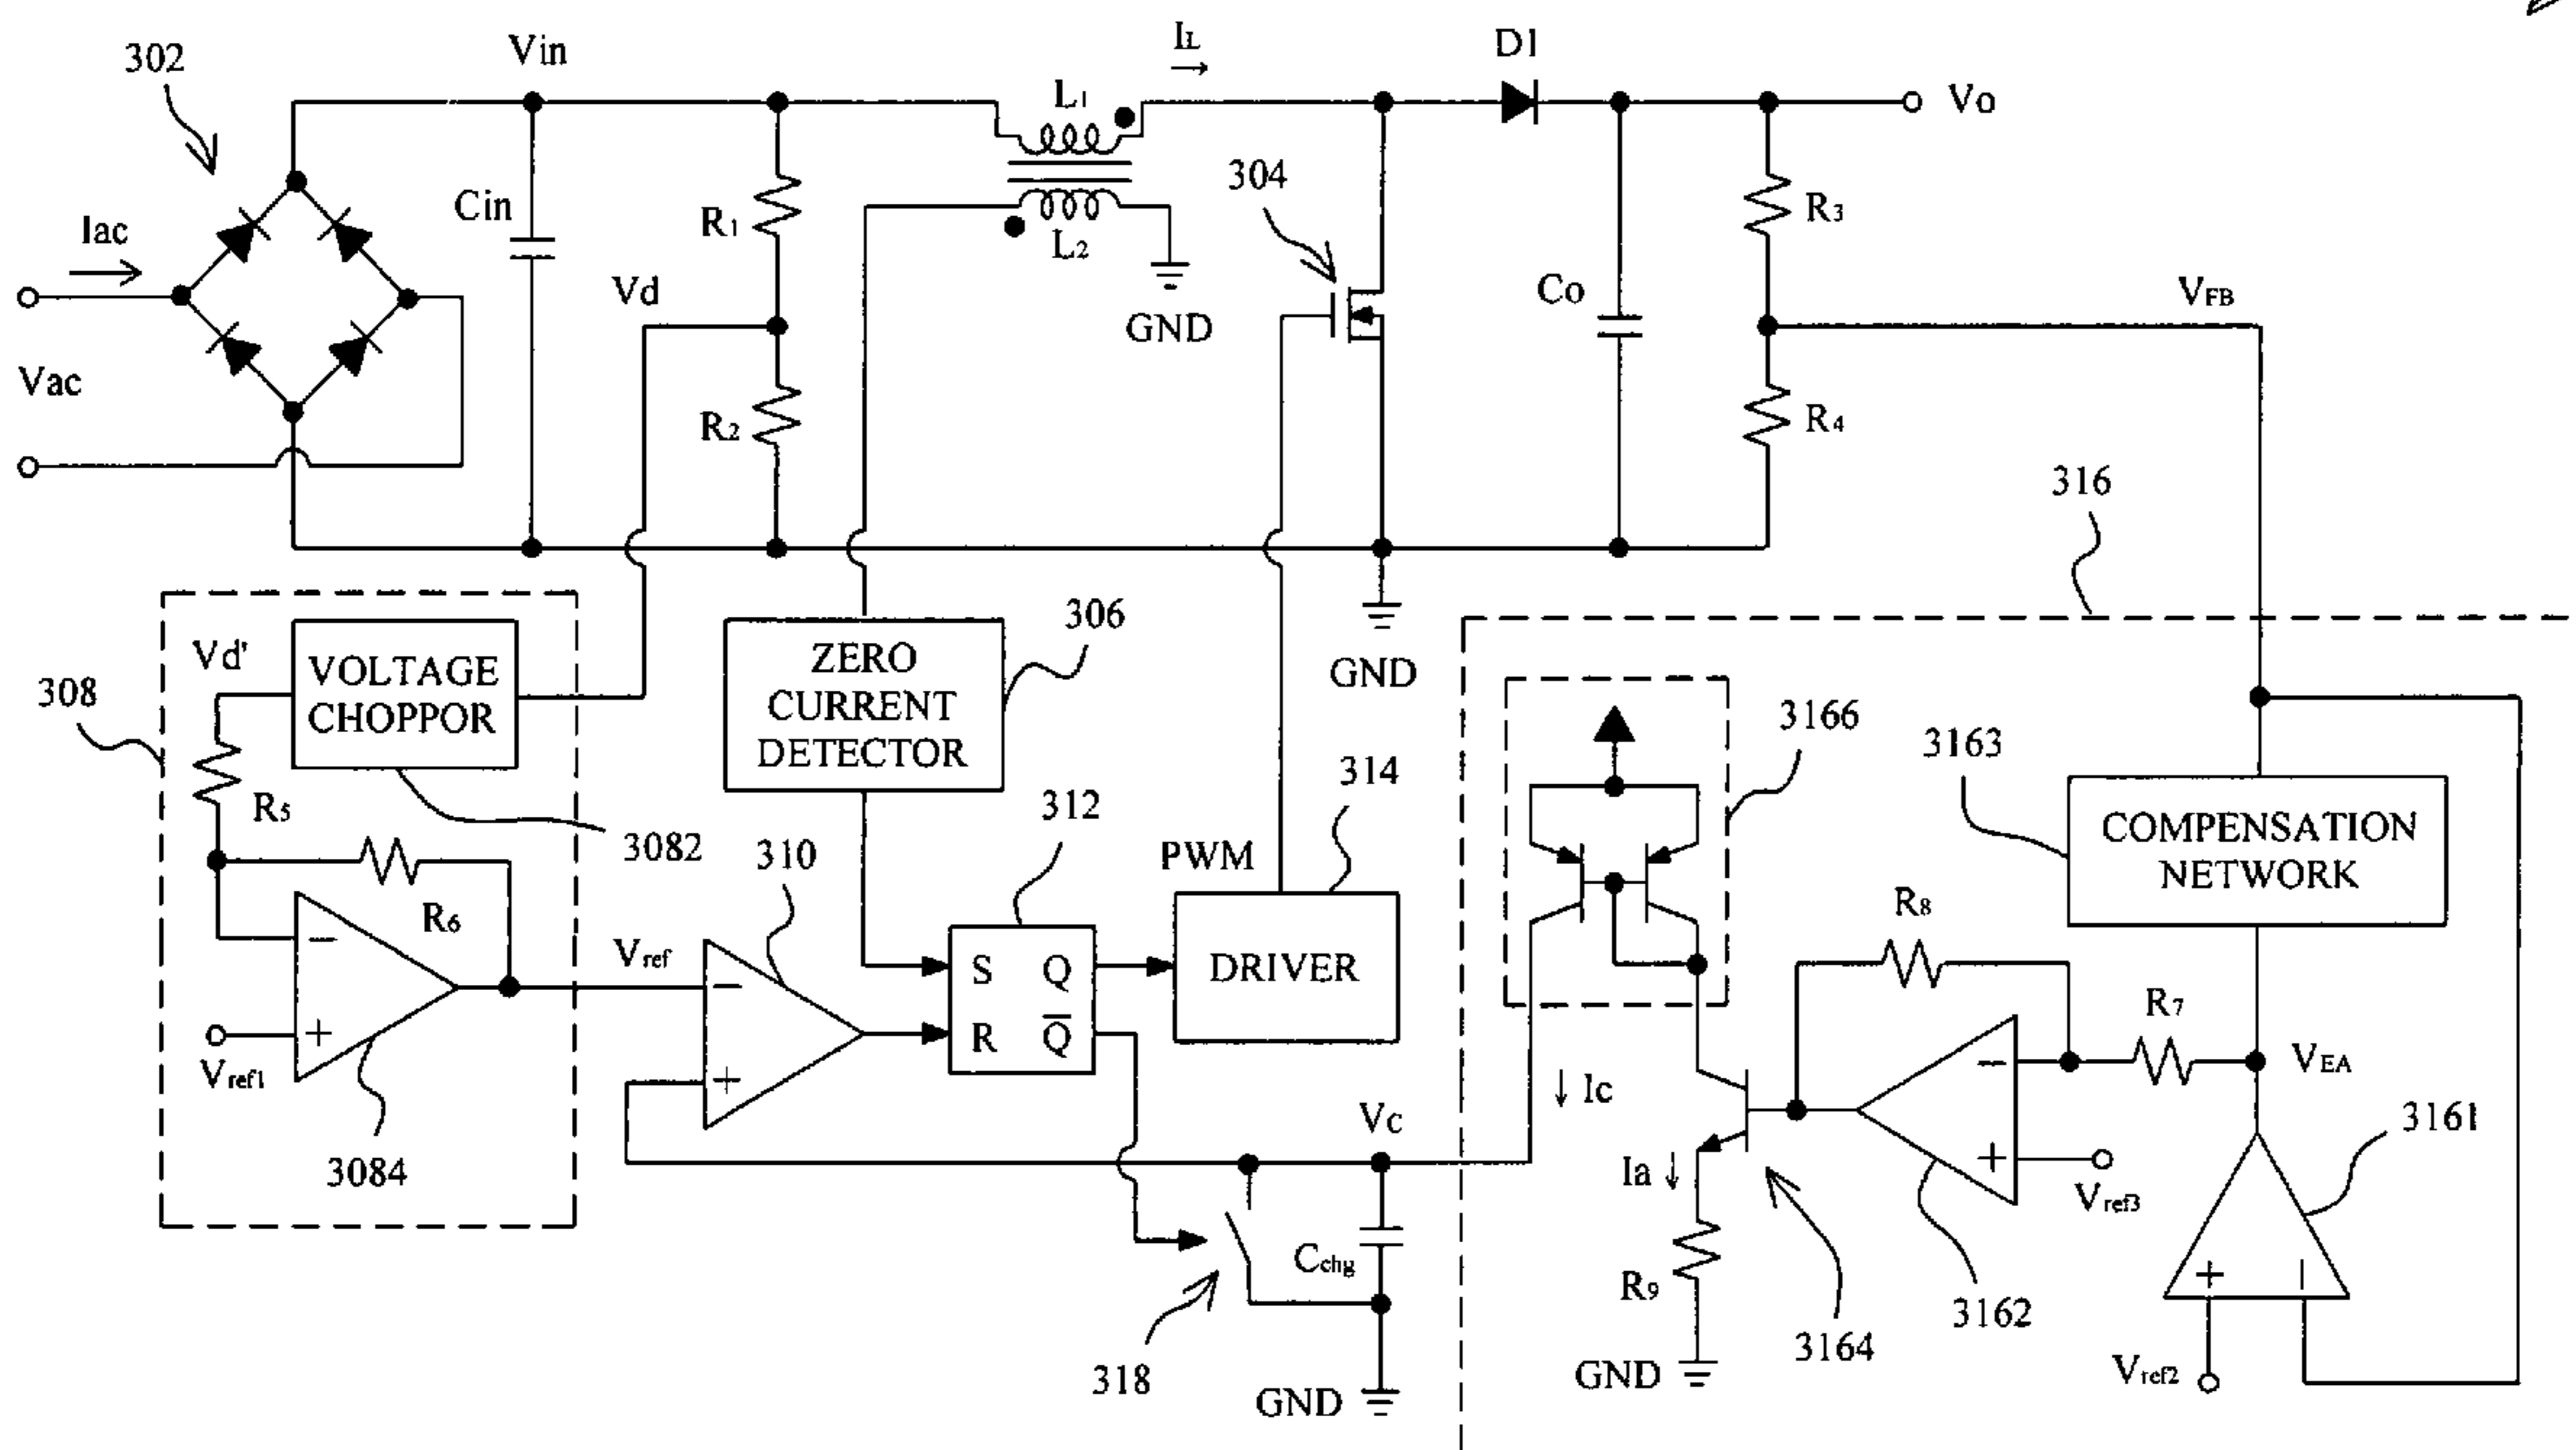 302
Vin
IL
D1
L1
Vo
Cin
R1
304
R3
Iac
L2
Vd
GND
Co
VFB
Vac
R2
R4
316
306
Vd'
VOLTAGE
CHOPPOR
ZERO
CURRENT
DETECTOR
GND
308
3166
3163
314
R5
312
3082
310
PWM
COMPENSATION
NETWORK
R6
R8
Vref
−
S
Q
DRIVER
−
R7
+
R
Q̅
−
VEA
Vref1
+
Ic
3161
Vc
3084
Ia
+
Vref3
Cchg
R9
+
−
3162
3164
318
GND
GND
Vref2